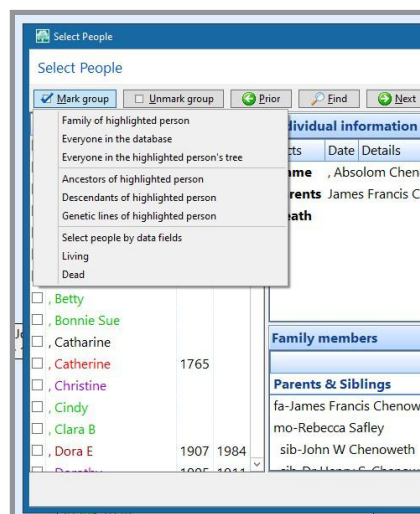 Select People
Select People
Mark group
Unmark group
Prior
Find
Next
Family of highlighted person
Everyone in the database
Everyone in the highlighted person's tree
Ancestors of highlighted person
Descendants of highlighted person
Genetic lines of highlighted person
Select people by data fields
Living
Dead
, Betty
, Bonnie Sue
, Catharine
, Catherine 1765
, Christine
, Cindy
, Clara B
, Dora E 1907 1984
ividual information
cts Date Details
me , Absolom Chen
rents James Francis C
eath
Family members
Parents & Siblings
fa-James Francis Chenow
mo-Rebecca Safley
sib-John W Chenoweth